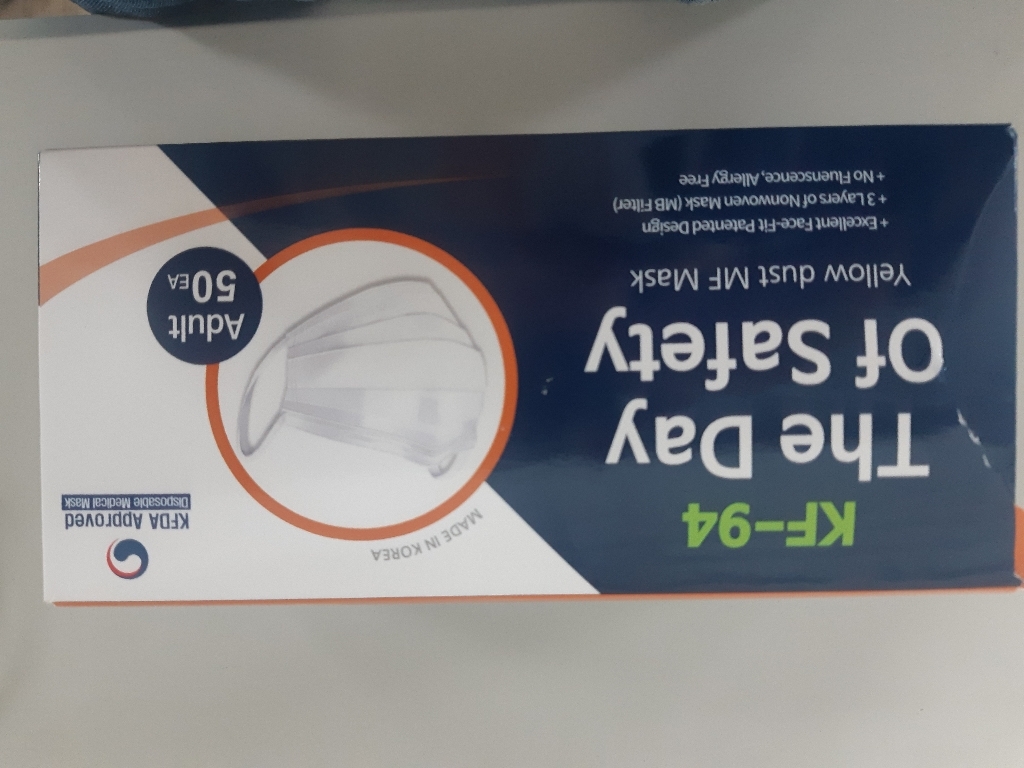 KF-94
The Day
Of Safety
Yellow dust MF Mask
+ Excellent Face-Fit Patented Design
+ 3 Layers of Nonwoven Mask (MB Filter)
+ No Fluenscence, Allergy Free
KFDA Approved
Disposable Medical Mask
MADE IN KOREA
Adult
50EA